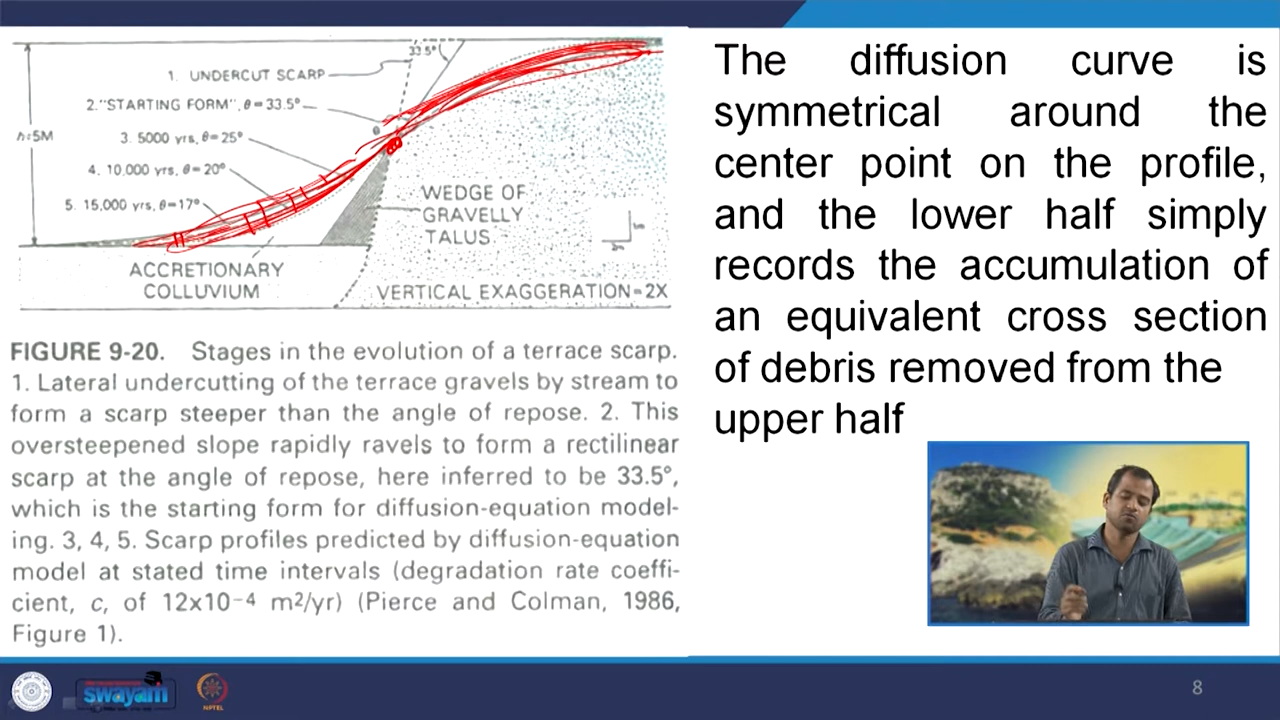 33.5°
1. UNDERCUT SCARP
2. "STARTING FORM", θ=33.5°
h=5M
3. 5000 yrs, θ=25°
θ
4. 10,000 yrs, θ=20°
5. 15,000 yrs, θ=17°
WEDGE OF
GRAVELLY
TALUS
ACCRETIONARY
COLLUVIUM
VERTICAL EXAGGERATION=2X
FIGURE 9-20. Stages in the evolution of a terrace scarp.
1. Lateral undercutting of the terrace gravels by stream to
form a scarp steeper than the angle of repose. 2. This
oversteepened slope rapidly ravels to form a rectilinear
scarp at the angle of repose, here inferred to be 33.5°,
which is the starting form for diffusion-equation model-
ing. 3, 4, 5. Scarp profiles predicted by diffusion-equation
model at stated time intervals (degradation rate coeffi-
cient, c, of 12x10⁻⁴ m²/yr) (Pierce and Colman, 1986,
Figure 1).
The diffusion curve is
symmetrical around the
center point on the profile,
and the lower half simply
records the accumulation of
an equivalent cross section
of debris removed from the
upper half
swayam
NPTEL
8